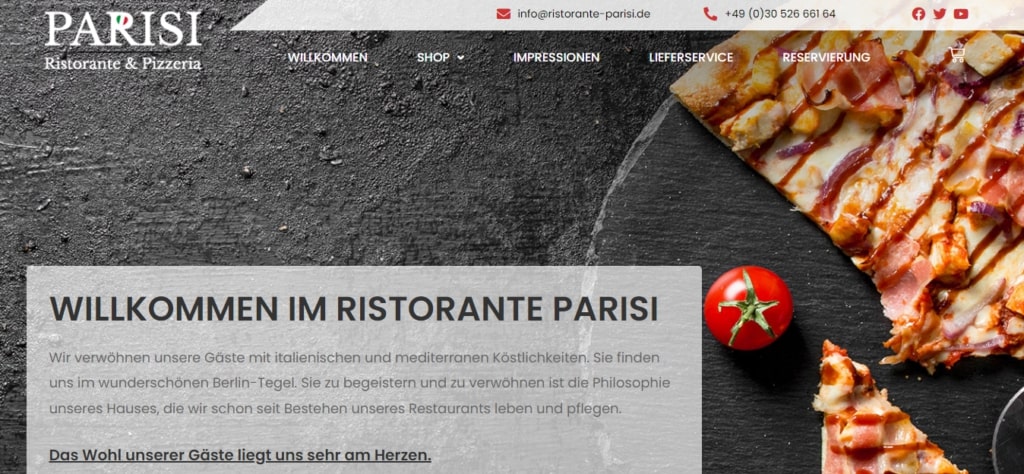 PARISI
Ristorante & Pizzeria
info@ristorante-parisi.de
+49 (0)30 526 661 64
WILLKOMMEN
SHOP
IMPRESSIONEN
LIEFERSERVICE
RESERVIERUNG
WILLKOMMEN IM RISTORANTE PARISI
Wir verwöhnen unsere Gäste mit italienischen und mediterranen Köstlichkeiten. Sie finden
uns im wunderschönen Berlin-Tegel. Sie zu begeistern und zu verwöhnen ist die Philosophie
unseres Hauses, die wir schon seit Bestehen unseres Restaurants leben und pflegen.
Das Wohl unserer Gäste liegt uns sehr am Herzen.